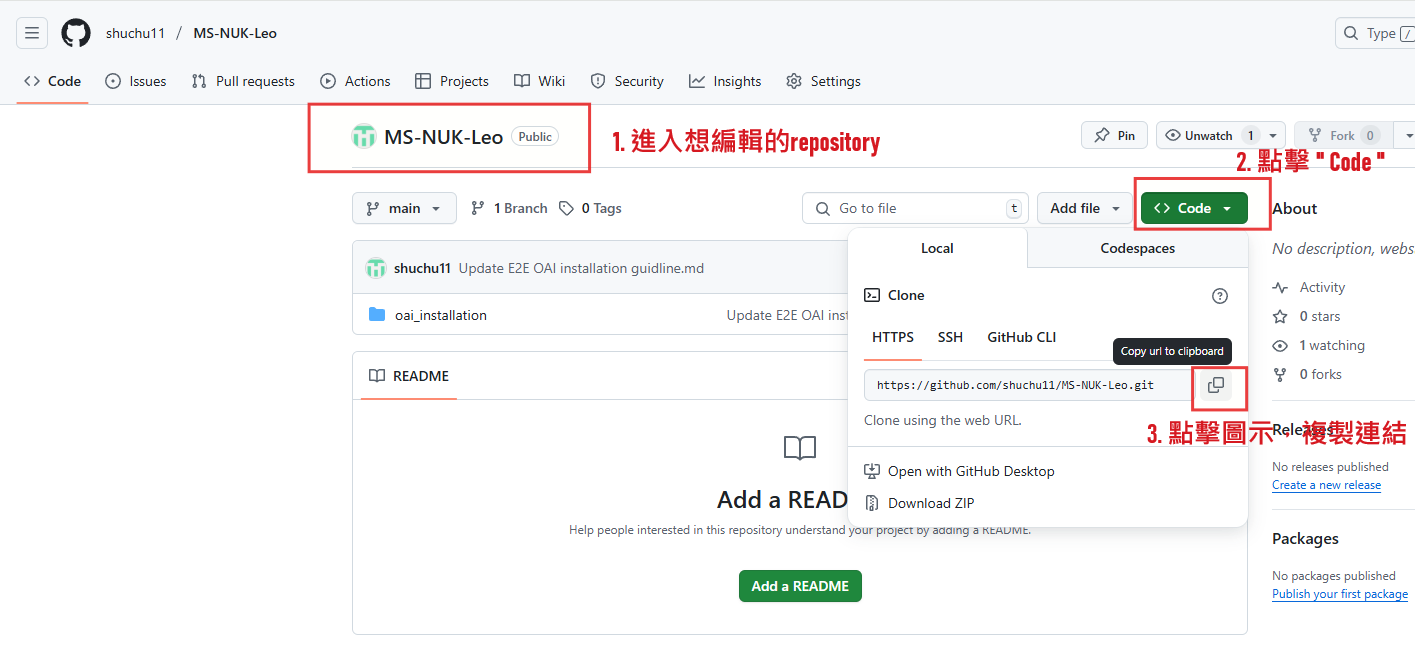 shuchu11 / MS-NUK-Leo
Type /
Code Issues Pull requests Actions Projects Wiki Security Insights Settings
MS-NUK-Leo Public
1. 進入想編輯的repository
Pin Unwatch 1 Fork 0
2. 點擊 " Code "
main 1 Branch 0 Tags
Go to file t
Add file
Code
About
Local Codespaces
No description, webs
shuchu11 Update E2E OAI installation guidline.md
Clone
Activity
oai_installation Update E2E OAI inst
0 stars
HTTPS SSH GitHub CLI
Copy url to clipboard
1 watching
README
0 forks
https://github.com/shuchu11/MS-NUK-Leo.git
Clone using the web URL.
3. 點擊圖示，複製連結
Releases
No releases published
Create a new release
Open with GitHub Desktop
Download ZIP
Add a READ
Help people interested in this repository understand your project by adding a README.
Packages
No packages published
Publish your first package
Add a README